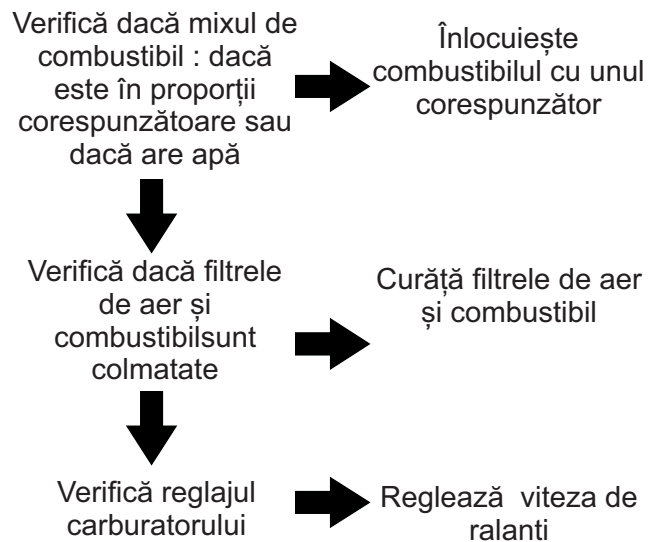 Verifică dacă mixul de
combustibil : dacă
este în proporții
corespunzătoare sau
dacă are apă
Înlocuiește
combustibilul cu unul
corespunzător
Verifică dacă filtrele
de aer și
combustibilsunt
colmatate
Curăță filtrele de aer
și combustibil
Verifică reglajul
carburatorului
Reglează viteza de
ralanti